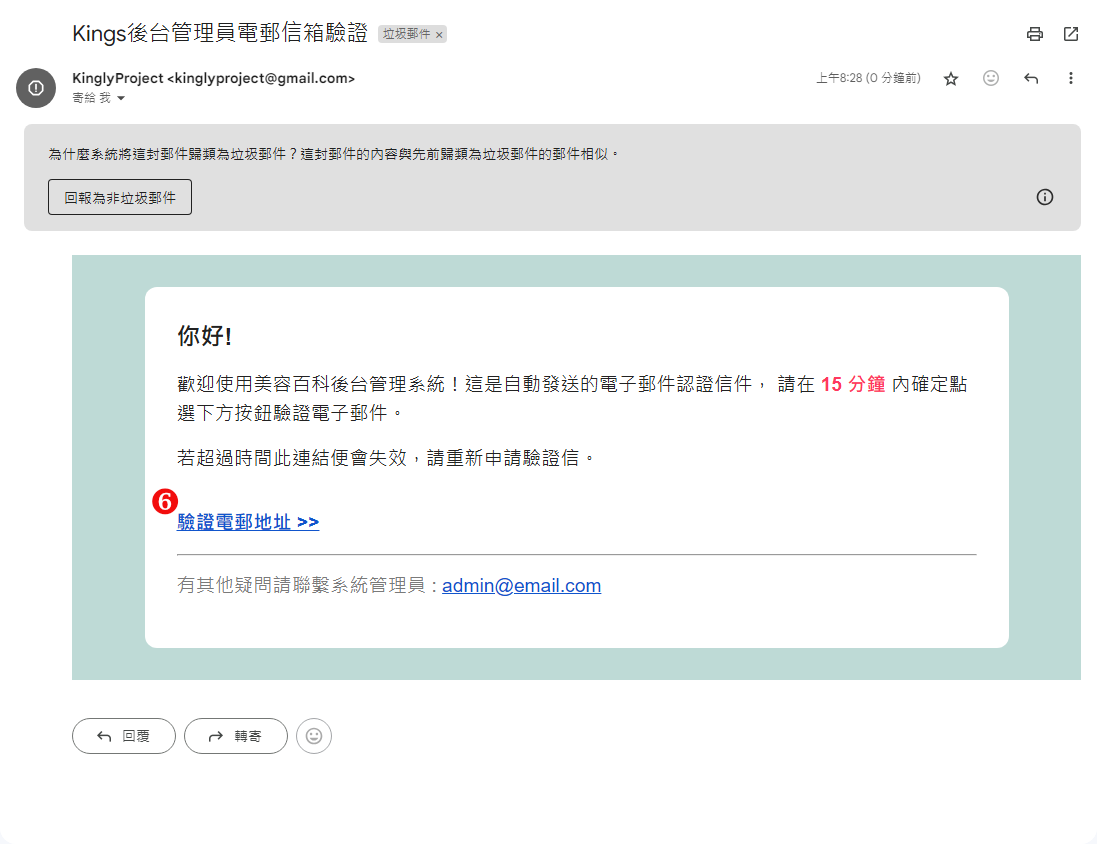 Kings後台管理員電郵信箱驗證 垃圾郵件 ×
KinglyProject <kinglyproject@gmail.com>
上午8:28 (0 分鐘前)
寄給 我
為什麼系統將這封郵件歸類為垃圾郵件？這封郵件的內容與先前歸類為垃圾郵件的郵件相似。
回報為非垃圾郵件
你好!
歡迎使用美容百科後台管理系統！這是自動發送的電子郵件認證信件， 請在 15 分鐘 內確定點
選下方按鈕驗證電子郵件。
若超過時間此連結便會失效，請重新申請驗證信。
6
驗證電郵地址 >>
有其他疑問請聯繫系統管理員 : admin@email.com
回覆
轉寄